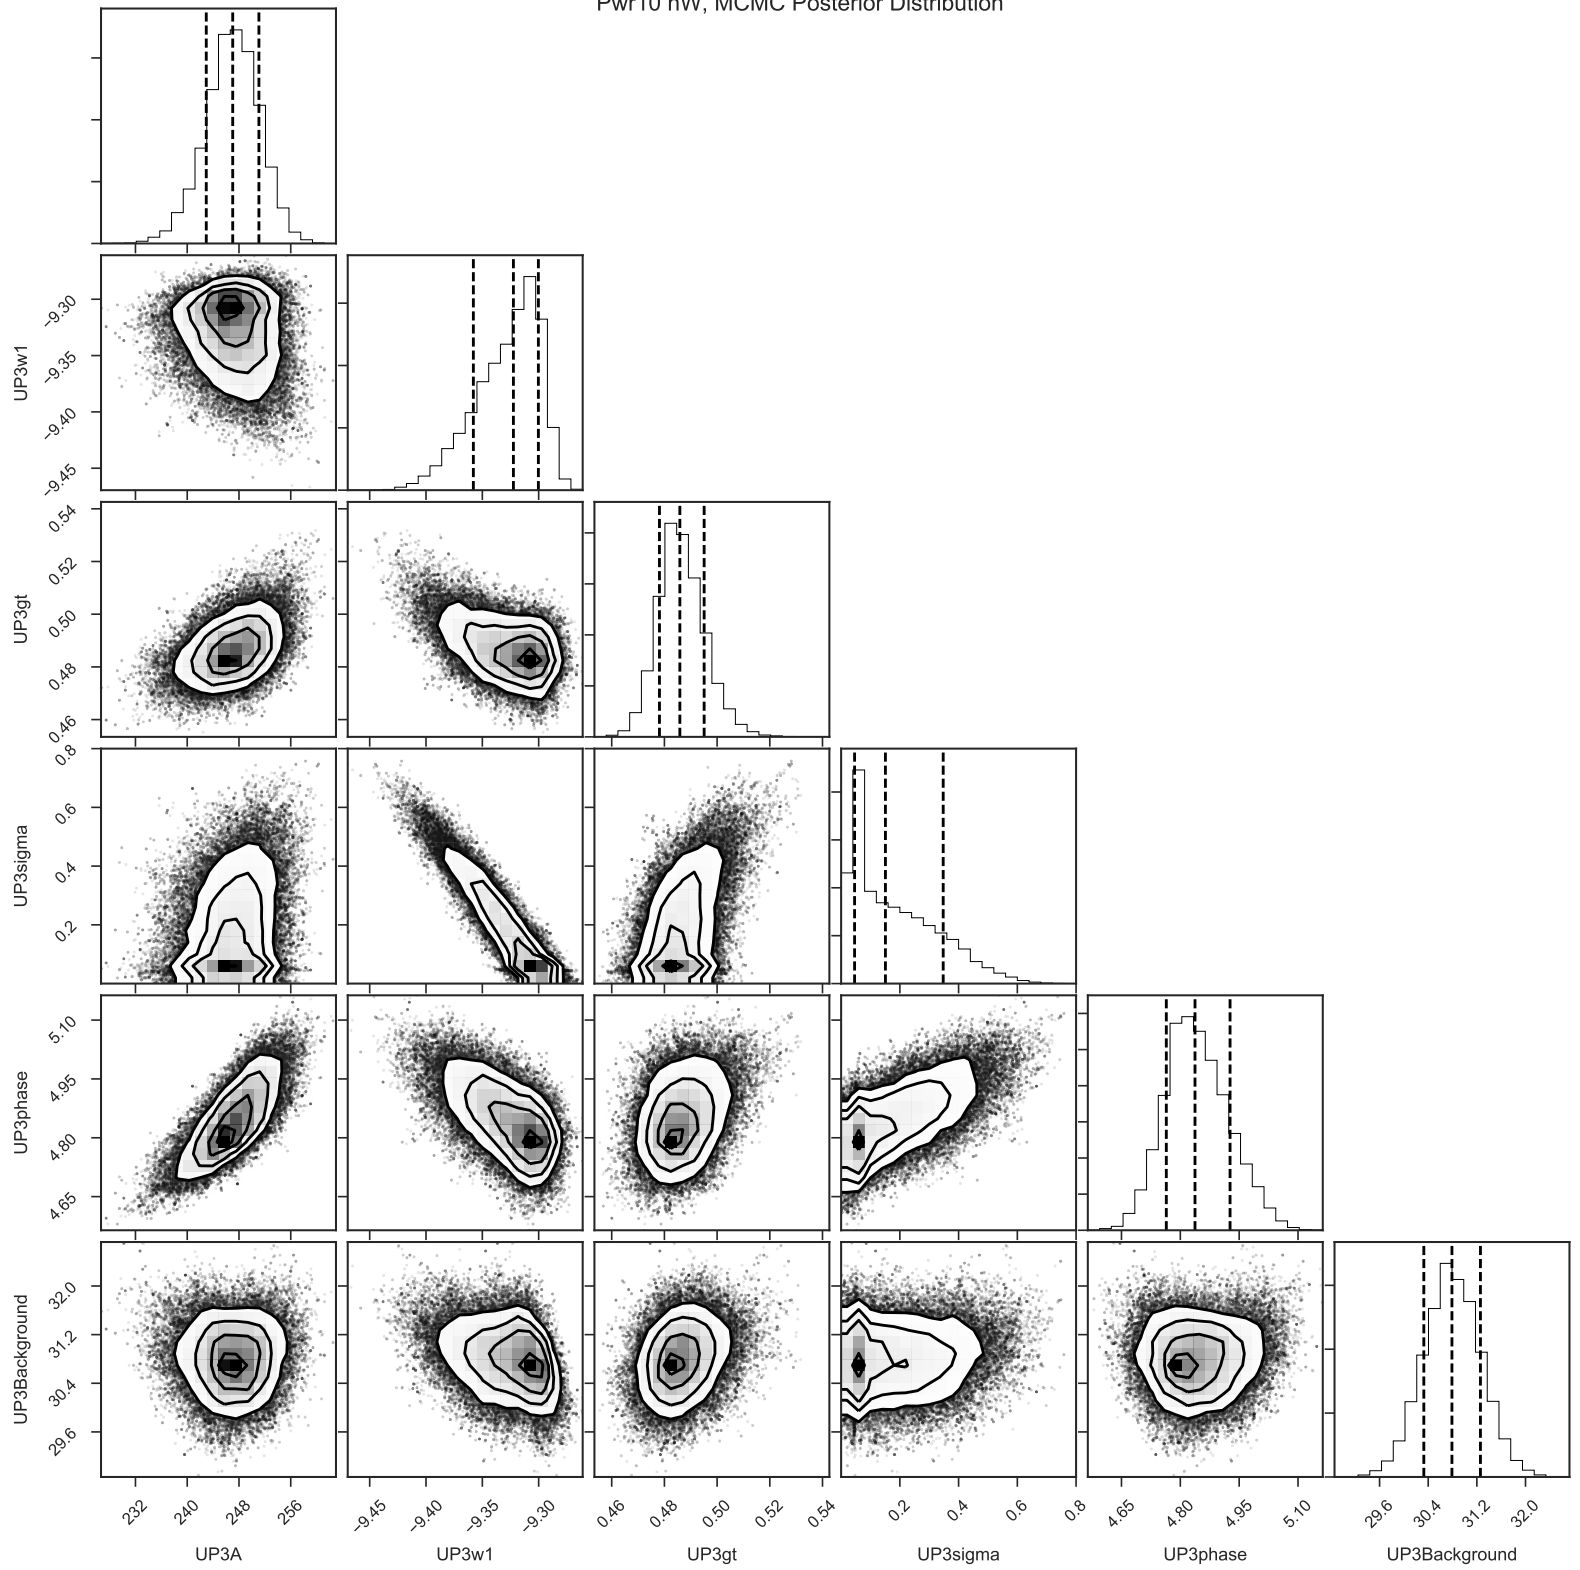 Pwr10 nW, MCMC Posterior Distribution
UP3w1
−9.30
−9.35
−9.40
−9.45
UP3gt
0.54
0.52
0.50
0.48
0.46
UP3sigma
0.8
0.6
0.4
0.2
UP3phase
5.10
4.95
4.80
4.65
UP3Background
32.0
31.2
30.4
29.6
232 240 248 256
−9.45 −9.40 −9.35 −9.30
0.46 0.48 0.50 0.52 0.54
0.2 0.4 0.6 0.8
4.65 4.80 4.95 5.10
29.6 30.4 31.2 32.0
UP3A UP3w1 UP3gt UP3sigma UP3phase UP3Background